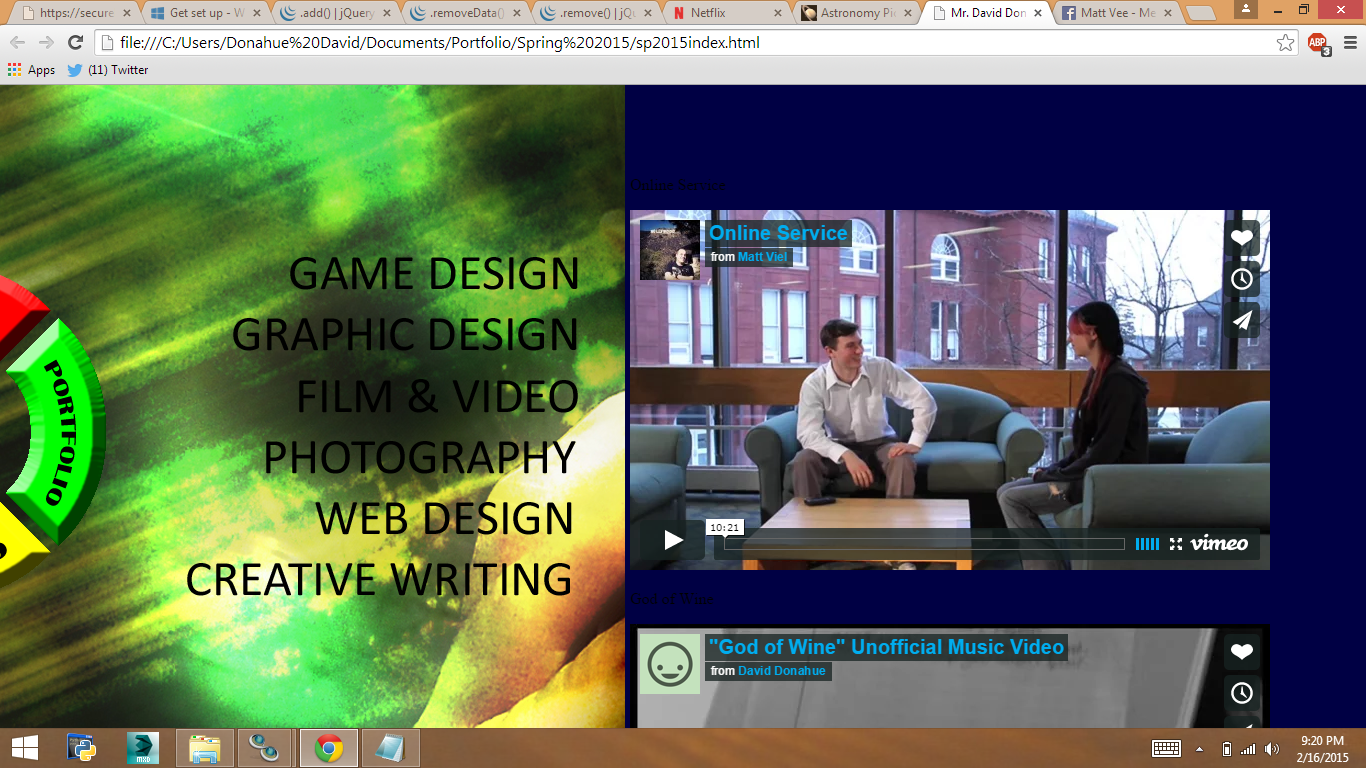 https://secure
Get set up - W
.add() | jQuery
.removeData()
.remove() | jQu
Netflix
Astronomy Pic
Mr. David Don
Matt Vee - Me
file:///C:/Users/Donahue%20David/Documents/Portfolio/Spring%202015/sp2015index.html
ABP
3
Apps
(11) Twitter
PORTFOLIO
GAME DESIGN
GRAPHIC DESIGN
FILM & VIDEO
PHOTOGRAPHY
WEB DESIGN
CREATIVE WRITING
Online Service
Online Service
from Matt Viel
10:21
vimeo
God of Wine
"God of Wine" Unofficial Music Video
from David Donahue
MXD
9:20 PM
2/16/2015